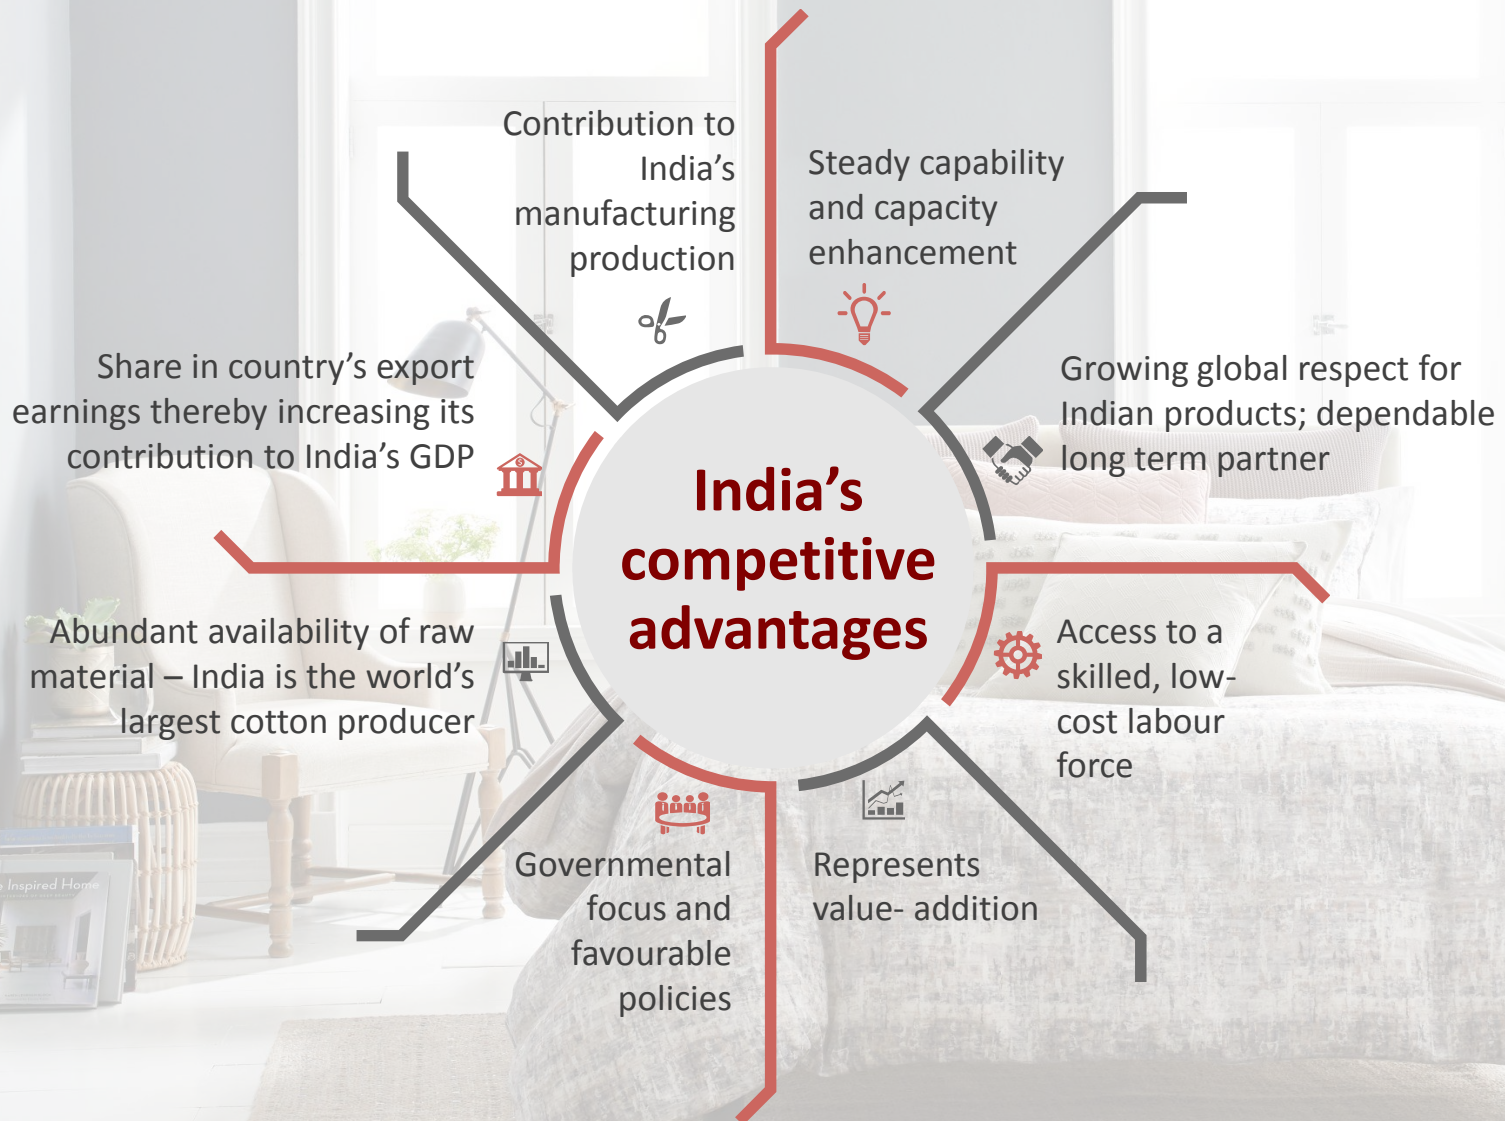 Contribution to
India’s
manufacturing
production
Steady capability
and capacity
enhancement
Share in country’s export
earnings thereby increasing its
contribution to India’s GDP
Growing global respect for
Indian products; dependable
long term partner
India’s
competitive
advantages
Abundant availability of raw
material – India is the world’s
largest cotton producer
Access to a
skilled, low-
cost labour
force
Governmental
focus and
favourable
policies
Represents
value- addition
Inspired Home